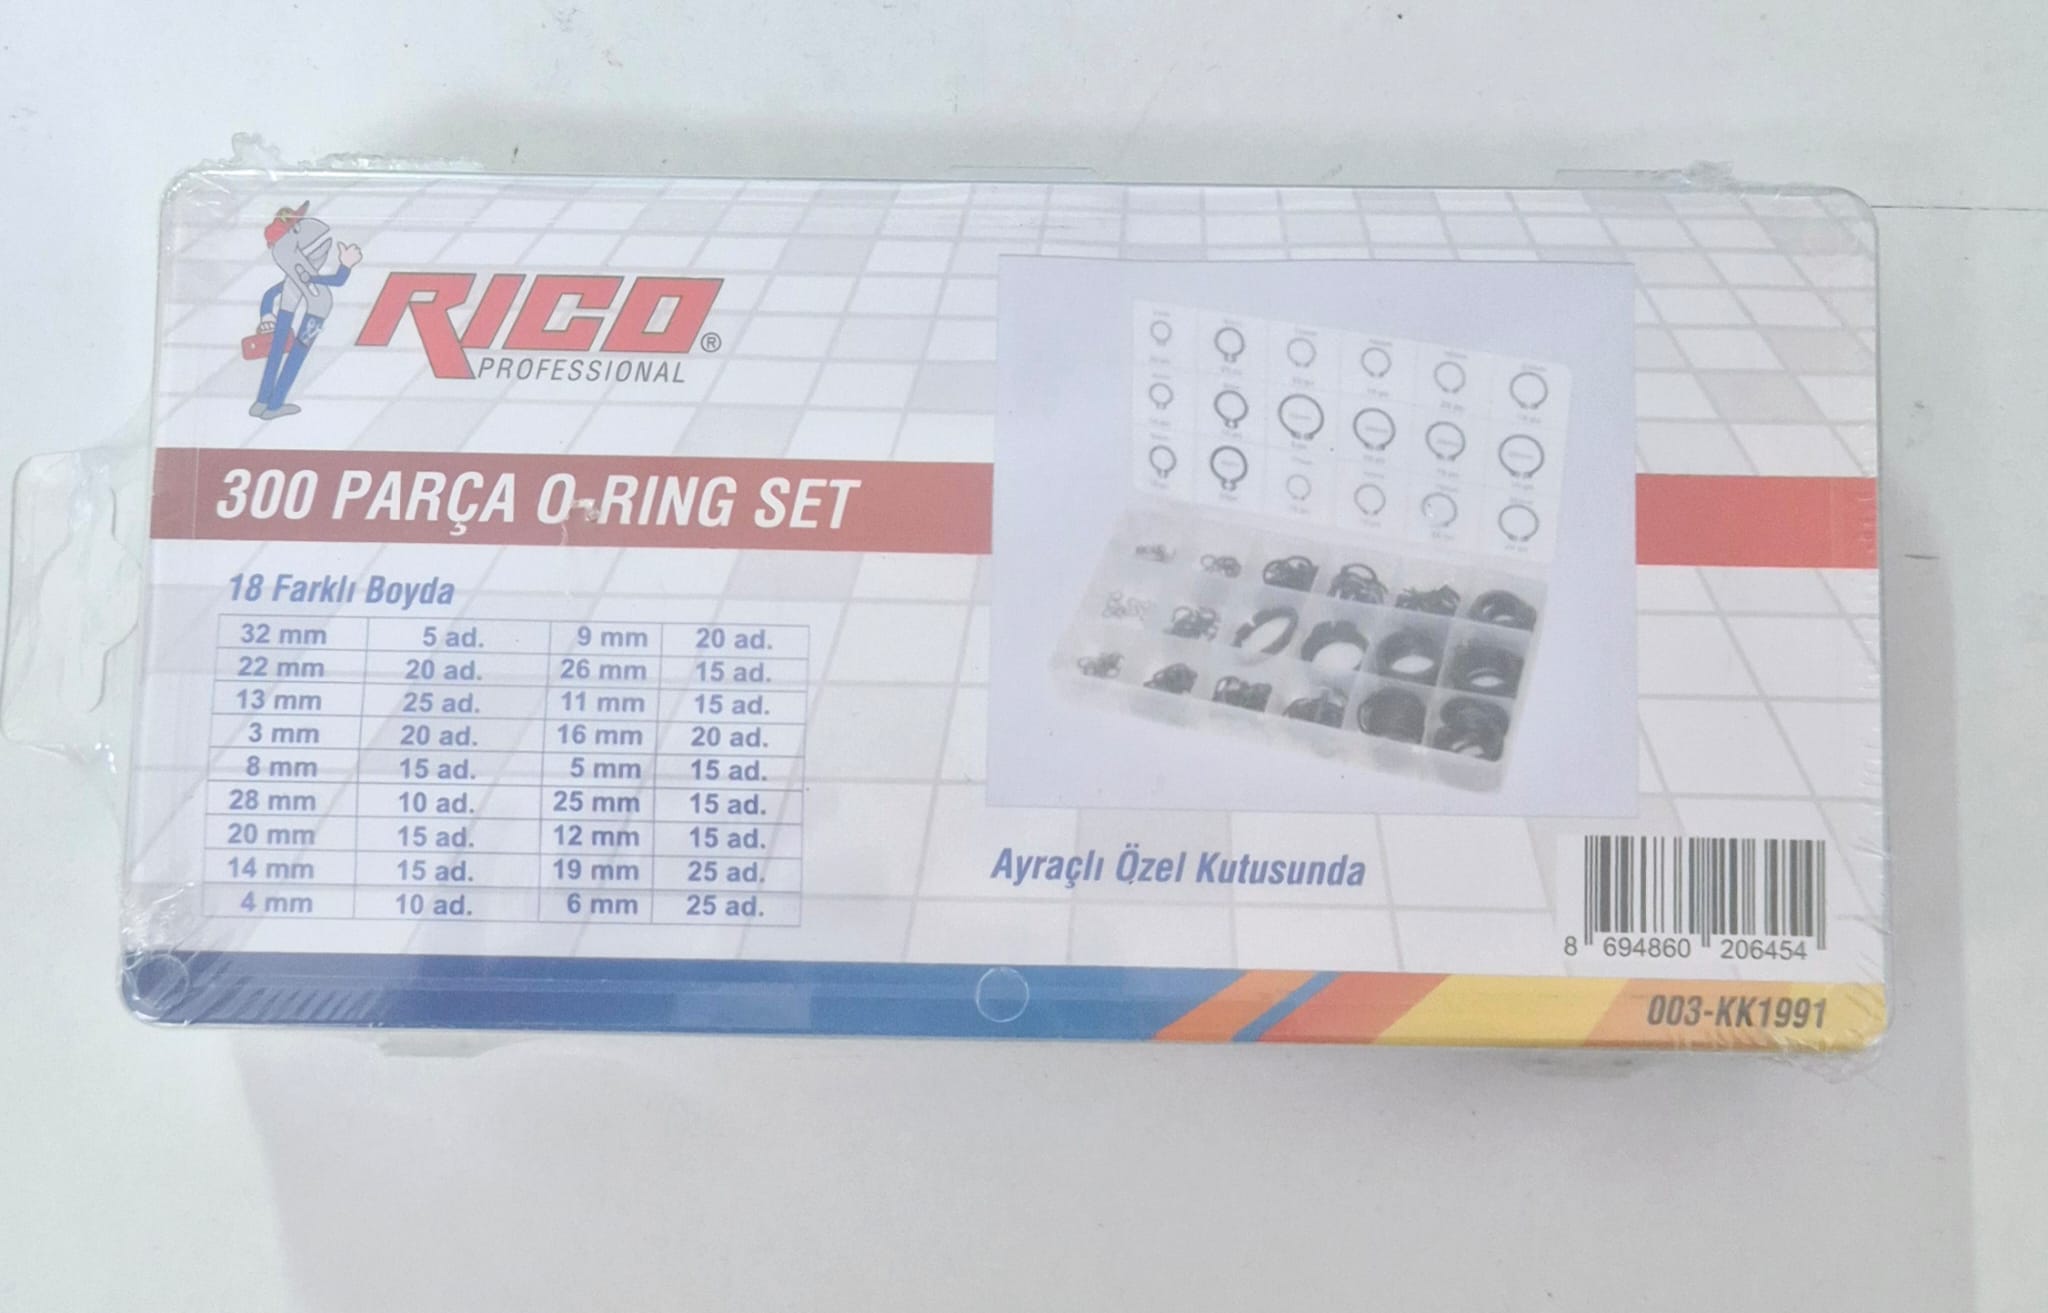 RICO®
PROFESSIONAL
300 PARÇA O-RING SET
18 Farklı Boyda
32 mm 5 ad. 9 mm 20 ad.
22 mm 20 ad. 26 mm 15 ad.
13 mm 25 ad. 11 mm 15 ad.
3 mm 20 ad. 16 mm 20 ad.
8 mm 15 ad. 5 mm 15 ad.
28 mm 10 ad. 25 mm 15 ad.
20 mm 15 ad. 12 mm 15 ad.
14 mm 15 ad. 19 mm 25 ad.
4 mm 10 ad. 6 mm 25 ad.
Ayraçlı Özel Kutusunda
8 694860 206454
003-KK1991